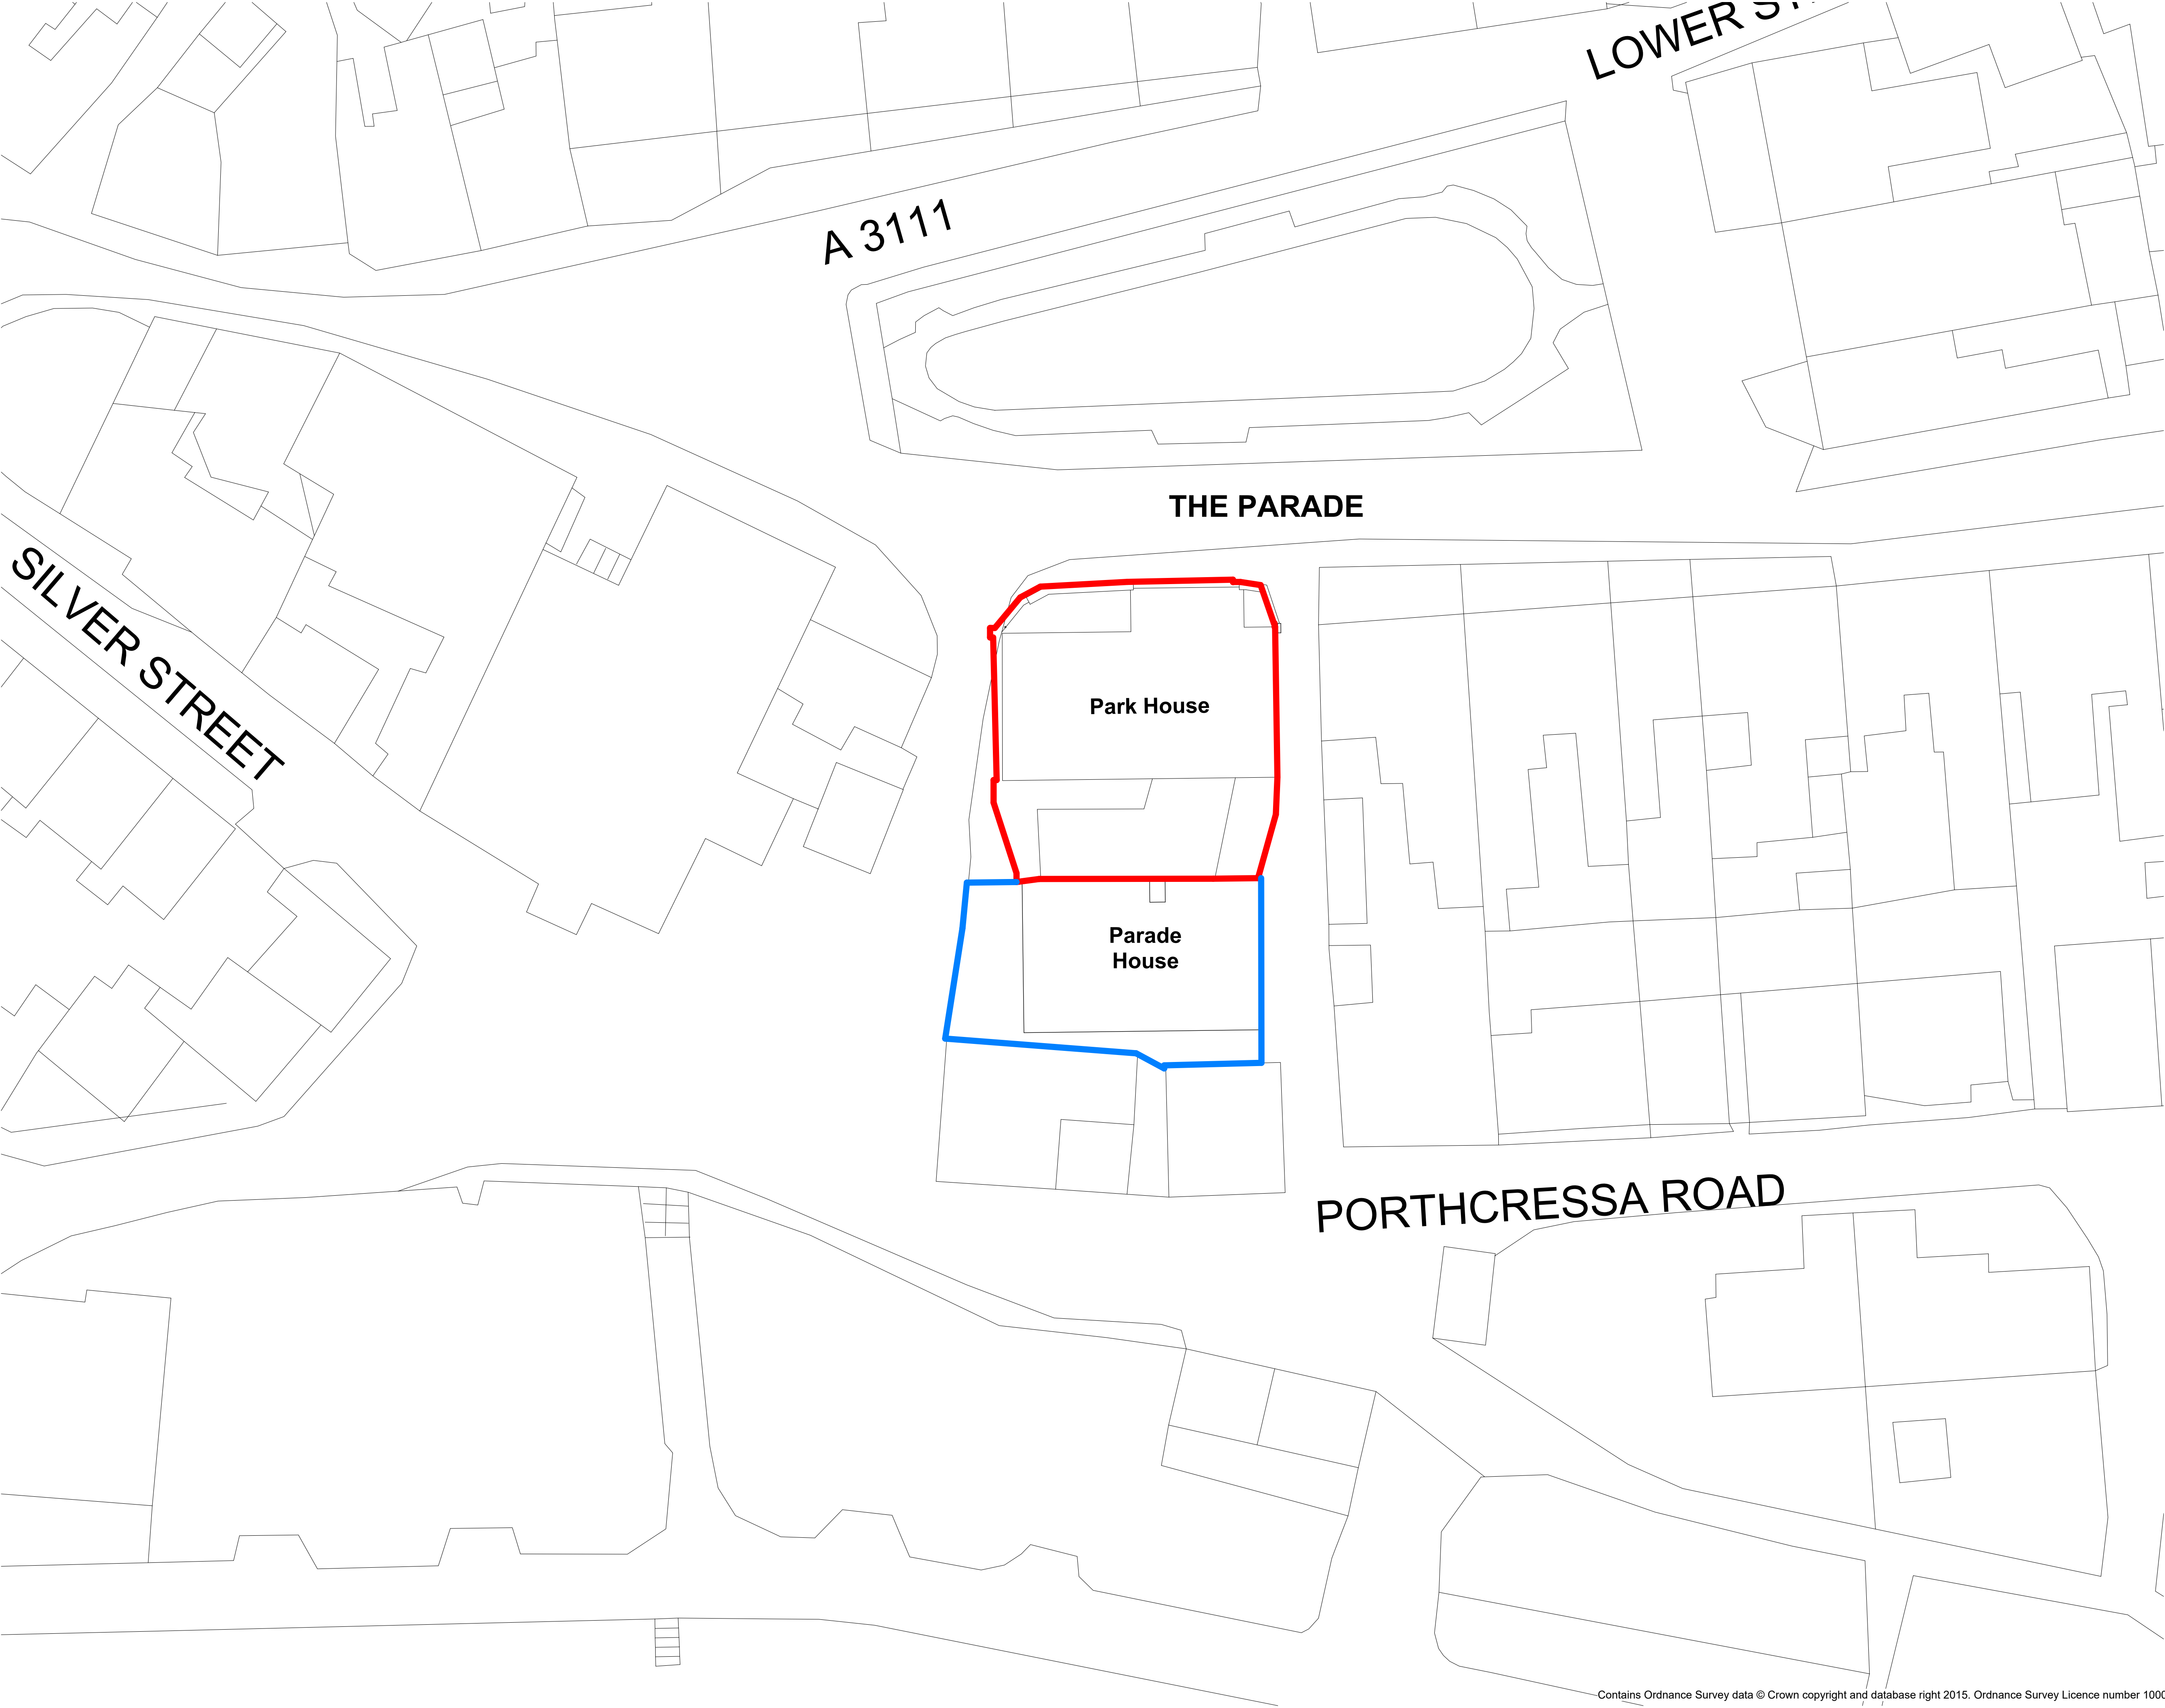 LOWER
A 3111
THE PARADE
SILVER STREET
Park House
Parade
House
PORTHCRESSA ROAD
Contains Ordnance Survey data © Crown copyright and database right 2015. Ordnance Survey Licence number 1000